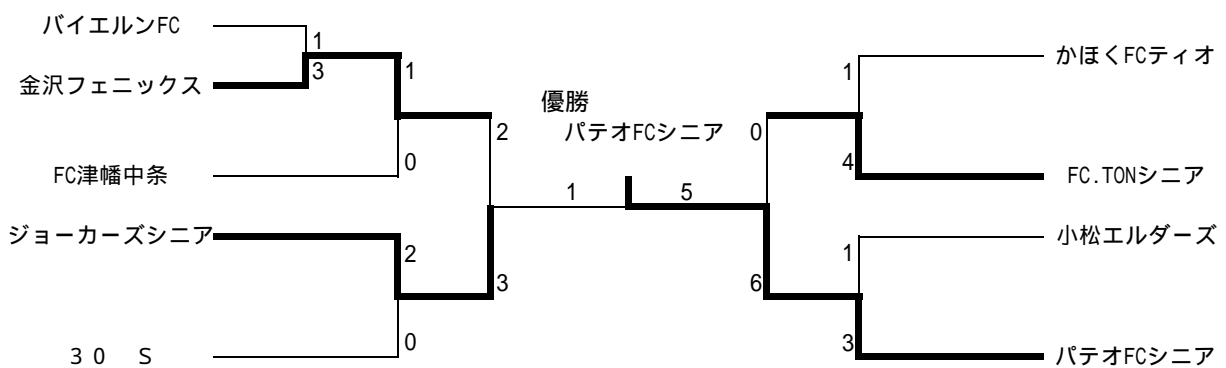 バイエルンFC
1
3
金沢フェニックス
1
0
FC津幡中条
2
ジョーカーズシニア
2
3
0
３０　Ｓ
優勝
パテオFCシニア
1
5
かほくFCティオ
1
0
4
FC.TONシニア
小松エルダーズ
1
6
3
パテオFCシニア